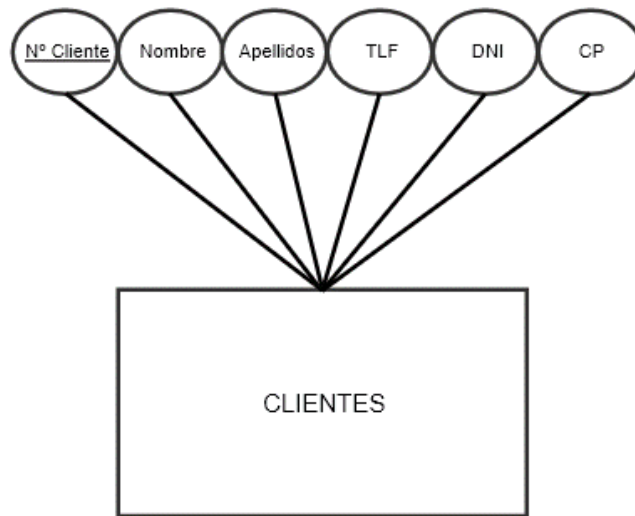 Nº Cliente
Nombre
Apellidos
TLF
DNI
CP
CLIENTES